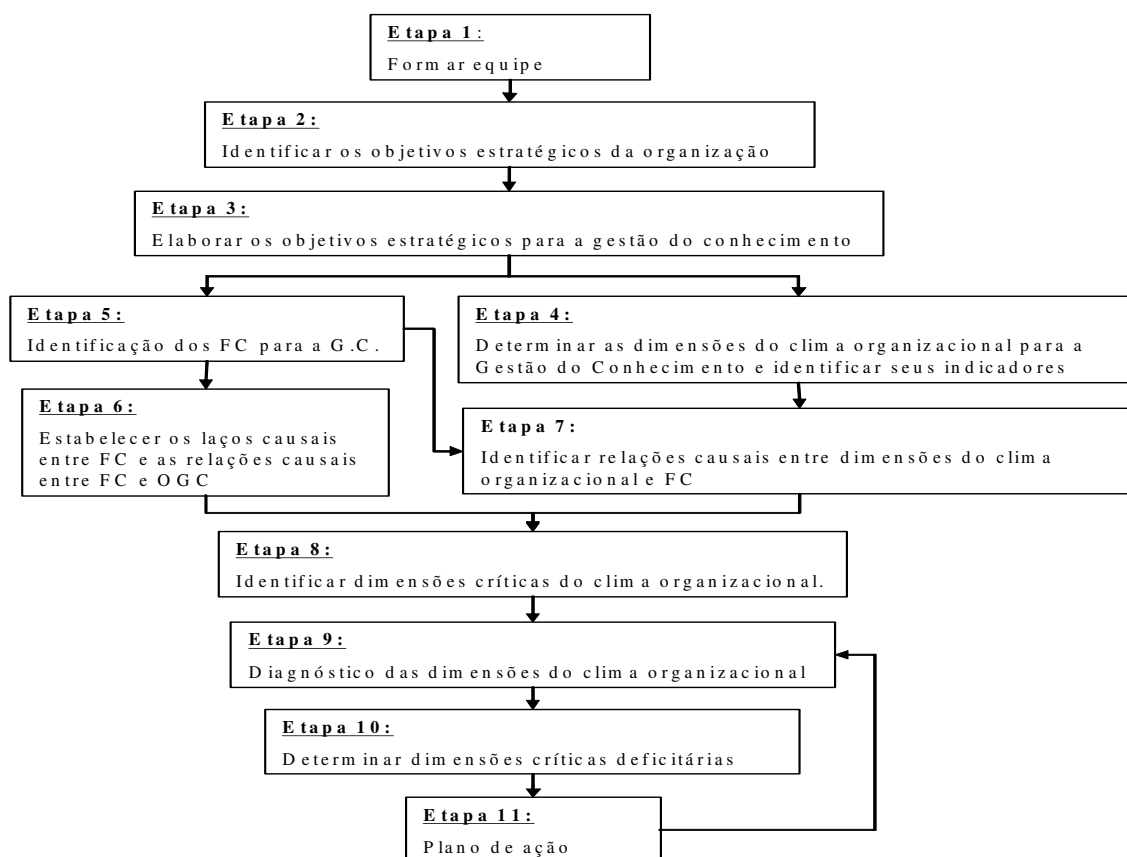 Etapa 1:
Formar equipe
Etapa 2:
Identificar os objetivos estratégicos da organização
Etapa 3:
Elaborar os objetivos estratégicos para a gestão do conhecimento
Etapa 5:
Identificação dos FC para a G.C.
Etapa 4:
Determinar as dimensões do clima organizacional para a
Gestão do Conhecimento e identificar seus indicadores
Etapa 6:
Estabelecer os laços causais
entre FC e as relações causais
entre FC e OGC
Etapa 7:
Identificar relações causais entre dimensões do clima
organizacional e FC
Etapa 8:
Identificar dimensões críticas do clima organizacional.
Etapa 9:
Diagnóstico das dimensões do clima organizacional
Etapa 10:
Determinar dimensões críticas deficitárias
Etapa 11:
Plano de ação